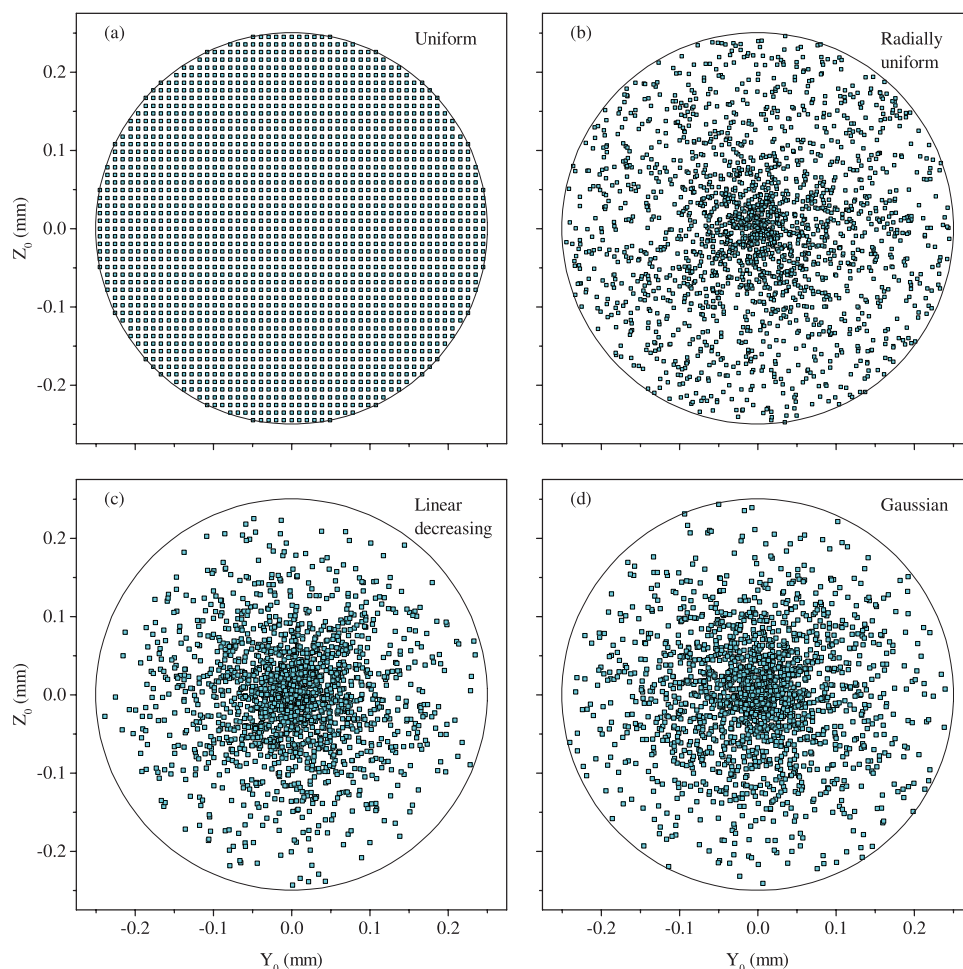 (a)
Uniform
(b)
Radially
uniform
0.2
0.1
0.0
-0.1
-0.2
Z₀ (mm)
(c)
Linear
decreasing
(d)
Gaussian
0.2
0.1
0.0
-0.1
-0.2
Z₀ (mm)
-0.2 -0.1 0.0 0.1 0.2
-0.2 -0.1 0.0 0.1 0.2
Y₀ (mm)
Y₀ (mm)